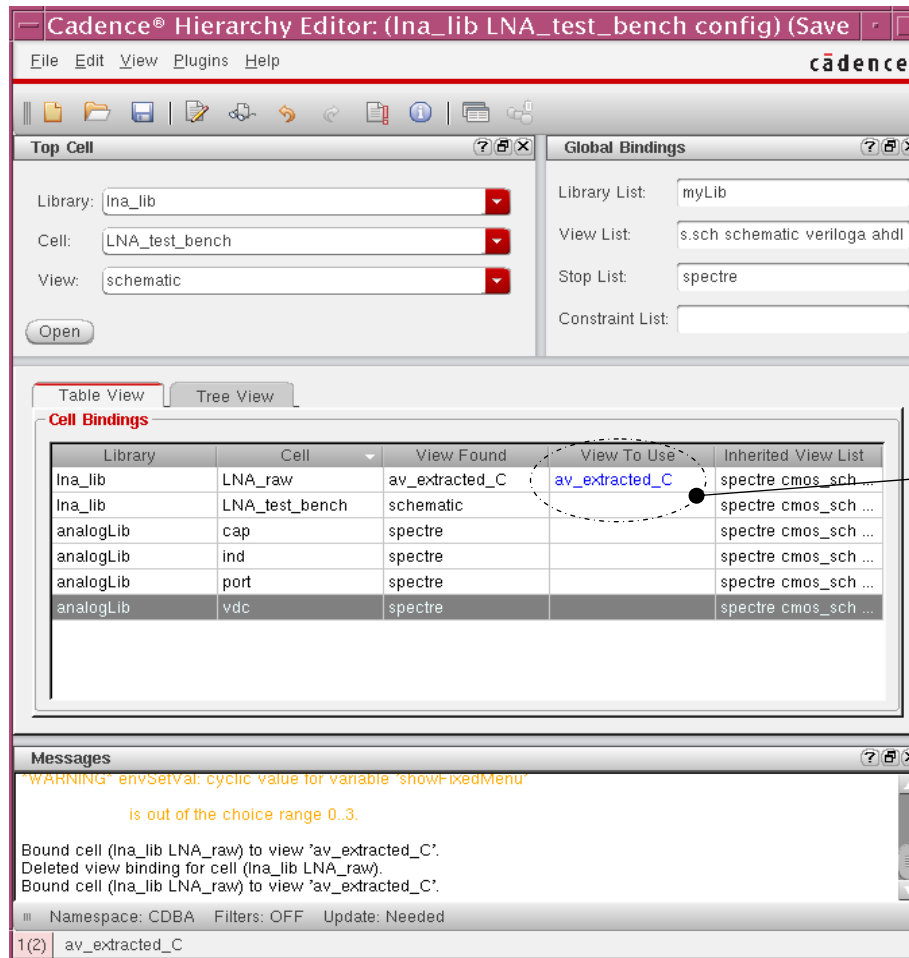 Cadence® Hierarchy Editor: (lna_lib LNA_test_bench config) (Save
File Edit View Plugins Help
cādence
Top Cell
Library: lna_lib
Cell: LNA_test_bench
View: schematic
Open
Global Bindings
Library List: myLib
View List: s.sch schematic veriloga ahdl
Stop List: spectre
Constraint List:
Table View Tree View
Cell Bindings
Library Cell View Found View To Use Inherited View List
lna_lib LNA_raw av_extracted_C av_extracted_C spectre cmos_sch ...
lna_lib LNA_test_bench schematic spectre cmos_sch ...
analogLib cap spectre spectre cmos_sch ...
analogLib ind spectre spectre cmos_sch ...
analogLib port spectre spectre cmos_sch ...
analogLib vdc spectre spectre cmos_sch ...
Messages
*WARNING* envSetVal: cyclic value for variable 'showFixedMenu'
is out of the choice range 0..3.
Bound cell (lna_lib LNA_raw) to view 'av_extracted_C'.
Deleted view binding for cell (lna_lib LNA_raw).
Bound cell (lna_lib LNA_raw) to view 'av_extracted_C'.
Namespace: CDBA Filters: OFF Update: Needed
1(2) av_extracted_C